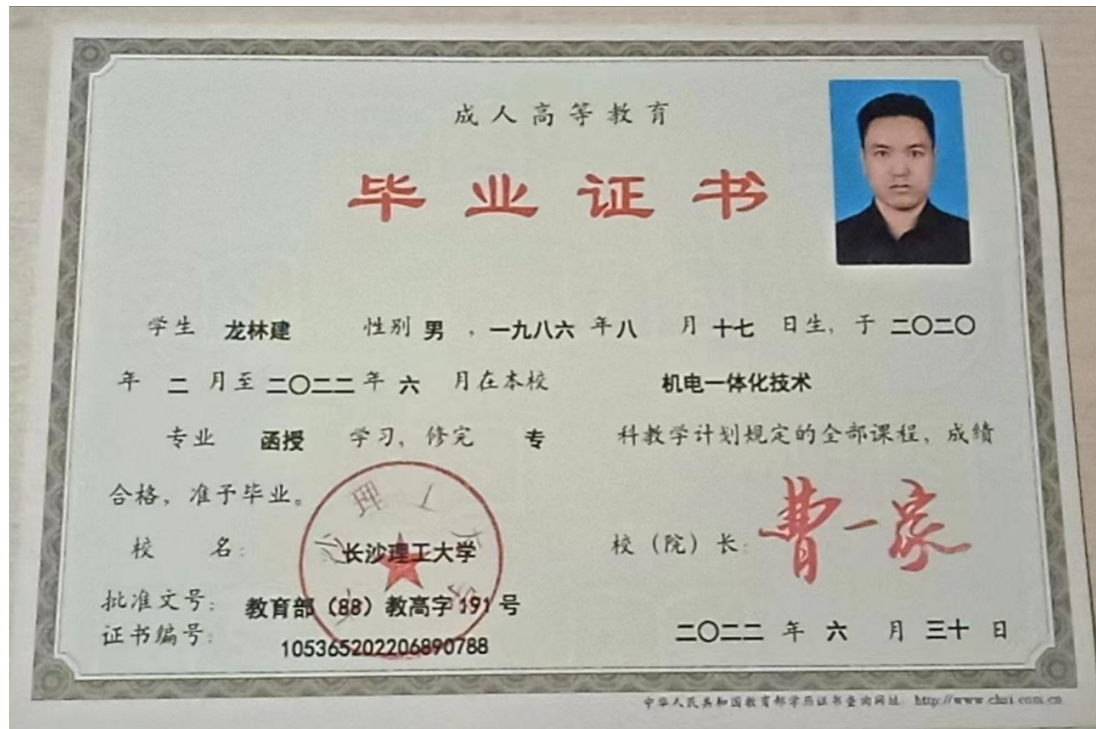 成人高等教育
毕业证书
学生 龙林建 性别 男 ，一九八六 年 八 月 十七 日生，于 二〇二〇
年 二 月至 二〇二二 年 六 月在本校 机电一体化技术
专业 函授 学习，修完 专 科教学计划规定的全部课程，成绩
合格，准予毕业。
校 名： 长沙理工大学 校（院）长： 曹一家
批准文号： 教育部（88）教高字 191 号
证书编号： 105365202206890788 二〇二二 年 六 月 三十 日
中华人民共和国教育部学历证书查询网址：http://www.chsi.com.cn